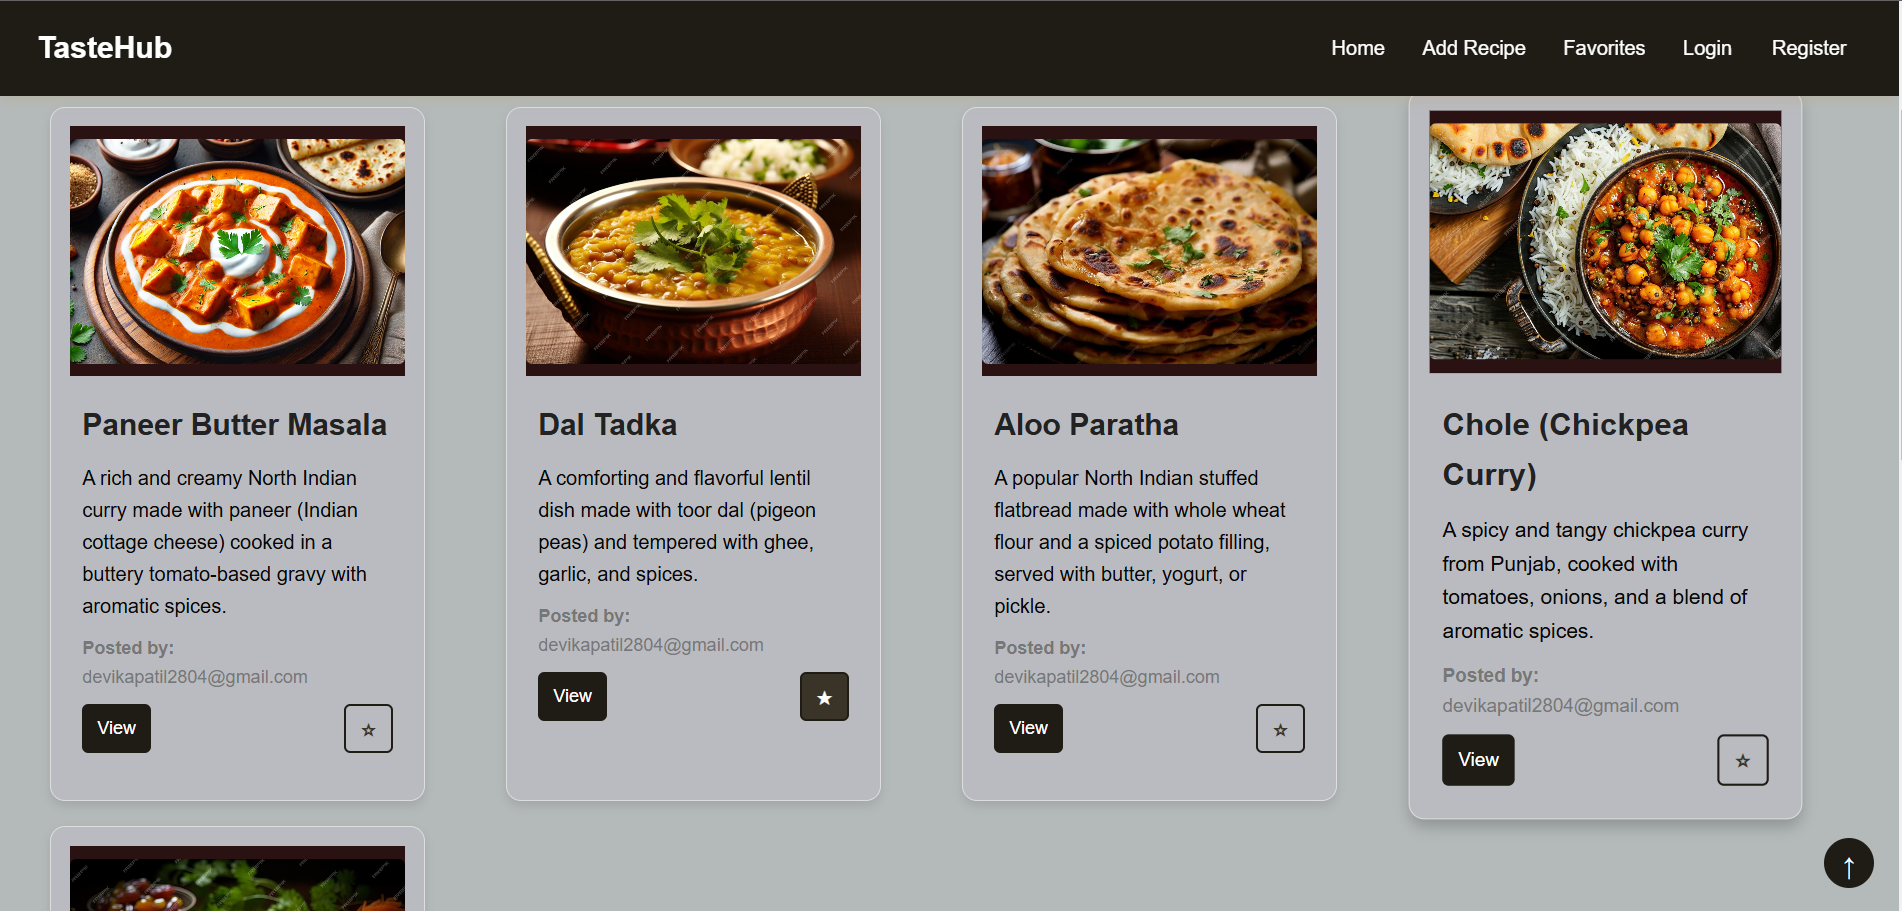 TasteHub
Home
Add Recipe
Favorites
Login
Register
Paneer Butter Masala
A rich and creamy North Indian
curry made with paneer (Indian
cottage cheese) cooked in a
buttery tomato-based gravy with
aromatic spices.
Posted by:
devikapatil2804@gmail.com
View
☆
Dal Tadka
A comforting and flavorful lentil
dish made with toor dal (pigeon
peas) and tempered with ghee,
garlic, and spices.
Posted by:
devikapatil2804@gmail.com
View
★
Aloo Paratha
A popular North Indian stuffed
flatbread made with whole wheat
flour and a spiced potato filling,
served with butter, yogurt, or
pickle.
Posted by:
devikapatil2804@gmail.com
View
☆
Chole (Chickpea
Curry)
A spicy and tangy chickpea curry
from Punjab, cooked with
tomatoes, onions, and a blend of
aromatic spices.
Posted by:
devikapatil2804@gmail.com
View
☆
↑